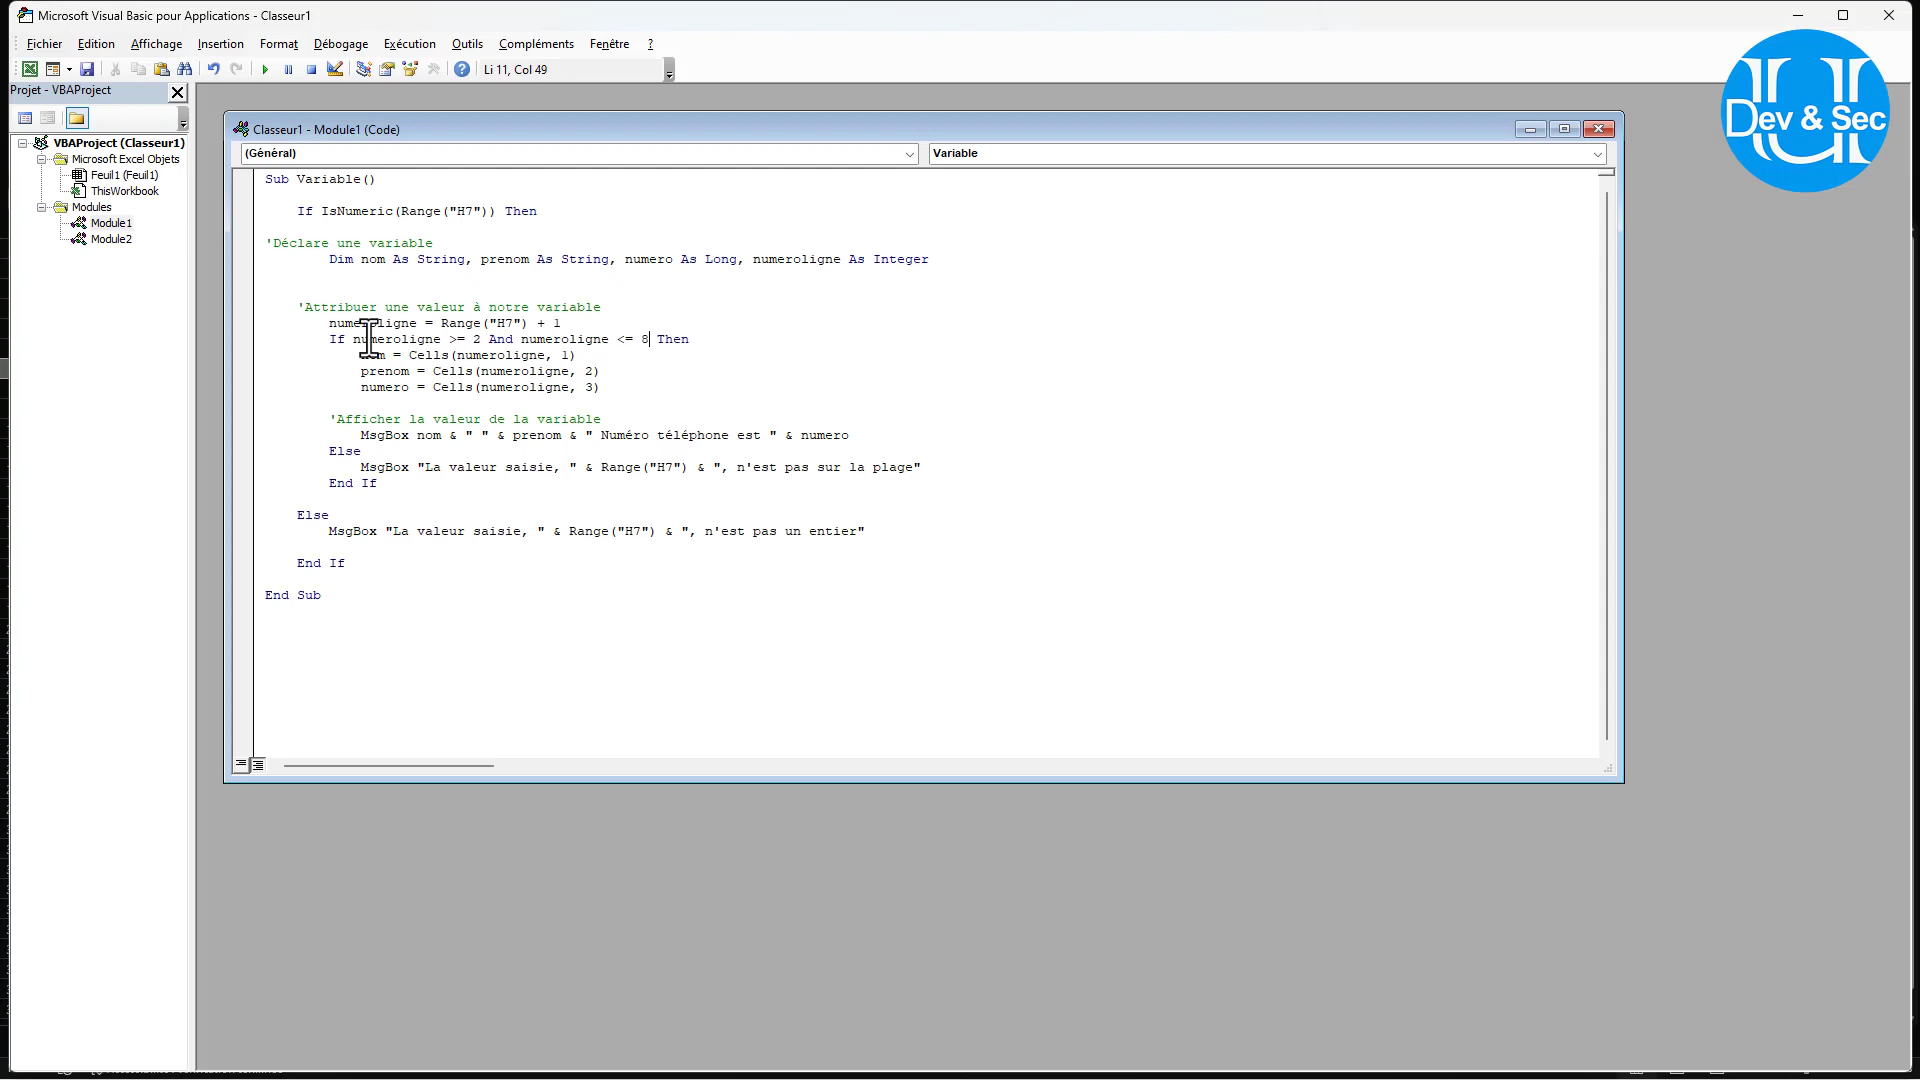 Microsoft Visual Basic pour Applications - Classeur1
Fichier Edition Affichage Insertion Format Débogage Exécution Outils Compléments Fenêtre ?
Li 11, Col 49
Projet - VBAProject
VBAProject (Classeur1)
Microsoft Excel Objets
Feuil1 (Feuil1)
ThisWorkbook
Modules
Module1
Module2
Dev & Sec
Classeur1 - Module1 (Code)
(Général) Variable
Sub Variable()
If IsNumeric(Range("H7")) Then
'Déclare une variable
Dim nom As String, prenom As String, numero As Long, numeroligne As Integer
'Attribuer une valeur à notre variable
numeroligne = Range("H7") + 1
If numeroligne >= 2 And numeroligne <= 8 Then
nom = Cells(numeroligne, 1)
prenom = Cells(numeroligne, 2)
numero = Cells(numeroligne, 3)
'Afficher la valeur de la variable
MsgBox nom & " " & prenom & " Numéro téléphone est " & numero
Else
MsgBox "La valeur saisie, " & Range("H7") & ", n'est pas sur la plage"
End If
Else
MsgBox "La valeur saisie, " & Range("H7") & ", n'est pas un entier"
End If
End Sub